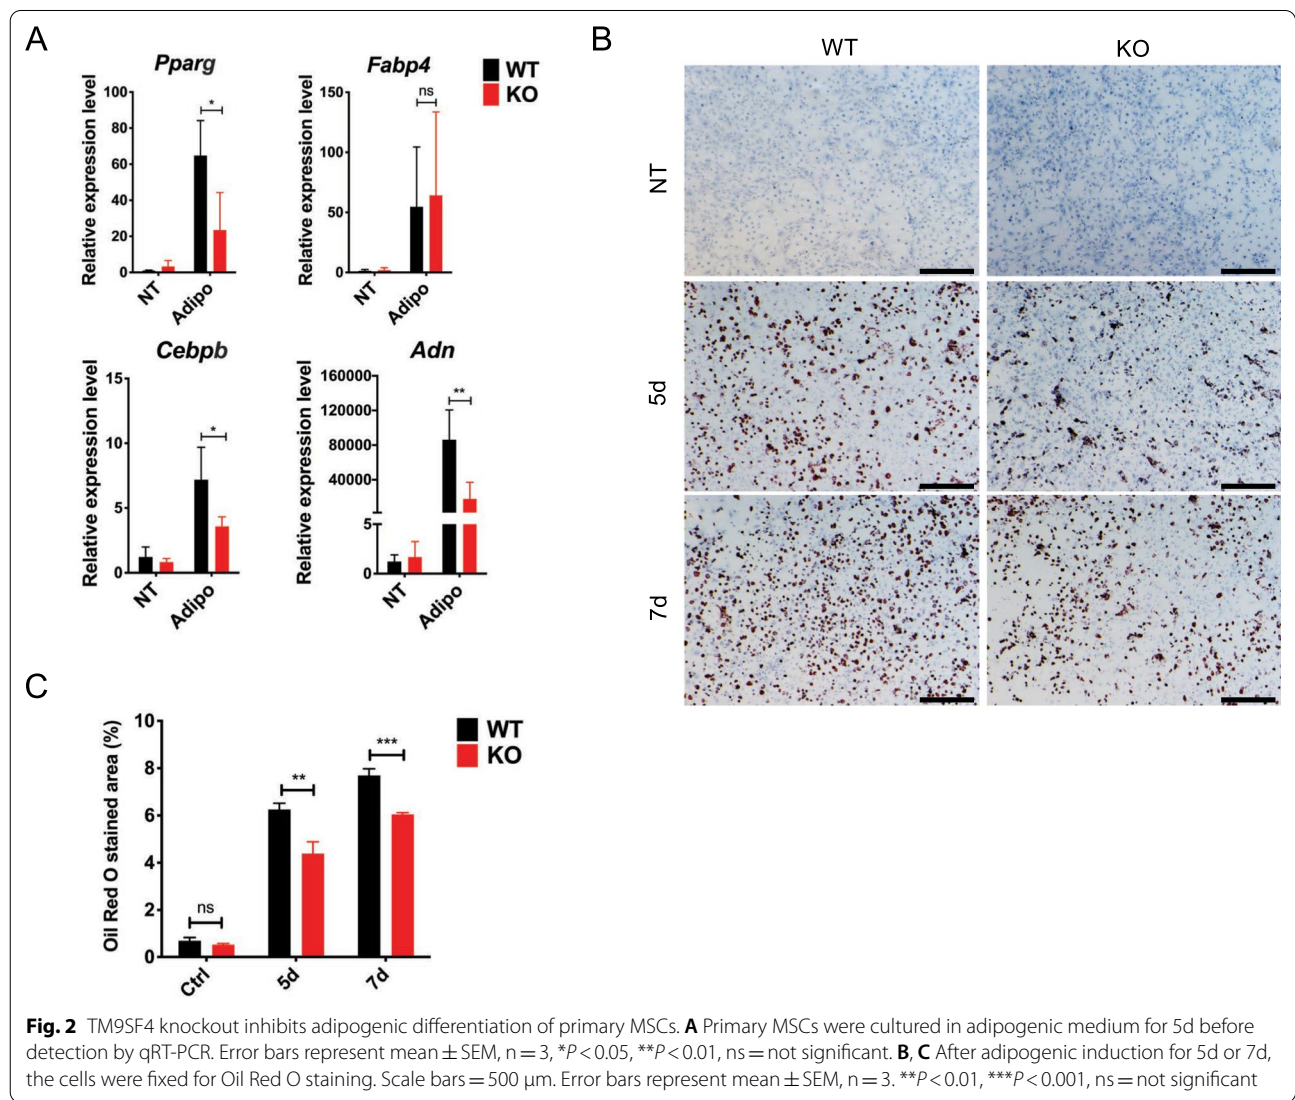 A
Pparg
Relative expression level
100
80
60
40
20
0
*
NT
Adipo
Fabp4
Relative expression level
150
100
50
0
ns
NT
Adipo
WT
KO
Cebpb
Relative expression level
15
10
5
0
*
NT
Adipo
Adn
Relative expression level
160000
120000
80000
40000
5
0
**
NT
Adipo
B
WT
KO
NT
5d
7d
C
Oil Red O stained area (%)
10
8
6
4
2
0
ns
**
***
Ctrl
5d
7d
WT
KO
Fig. 2 TM9SF4 knockout inhibits adipogenic differentiation of primary MSCs. A Primary MSCs were cultured in adipogenic medium for 5d before
detection by qRT-PCR. Error bars represent mean ± SEM, n = 3, *P < 0.05, **P < 0.01, ns = not significant. B, C After adipogenic induction for 5d or 7d,
the cells were fixed for Oil Red O staining. Scale bars = 500 μm. Error bars represent mean ± SEM, n = 3. **P < 0.01, ***P < 0.001, ns = not significant